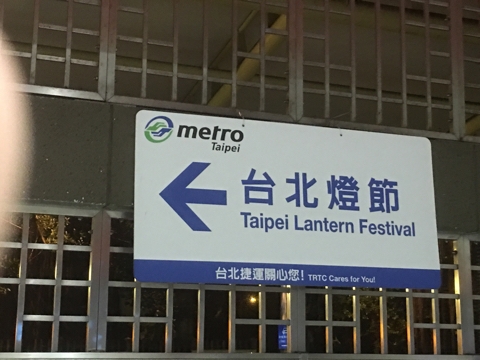 metro
Taipei
台北燈節
Taipei Lantern Festival
台北捷運關心您! TRTC Cares for You!